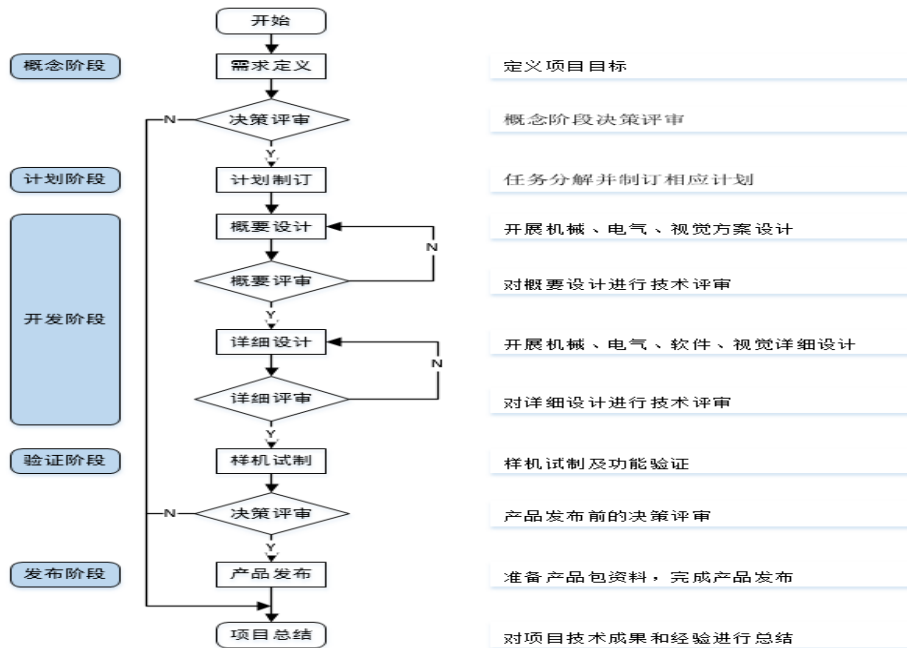 开始
概念阶段 需求定义 定义项目目标
N 决策评审 概念阶段决策评审
Y
计划阶段 计划制订 任务分解并制订相应计划
概要设计 开展机械、电气、视觉方案设计
N
概要评审 对概要设计进行技术评审
Y
开发阶段
详细设计 开展机械、电气、软件、视觉详细设计
N
详细评审 对详细设计进行技术评审
Y
验证阶段 样机试制 样机试制及功能验证
N 决策评审 产品发布前的决策评审
Y
发布阶段 产品发布 准备产品包资料，完成产品发布
项目总结 对项目技术成果和经验进行总结